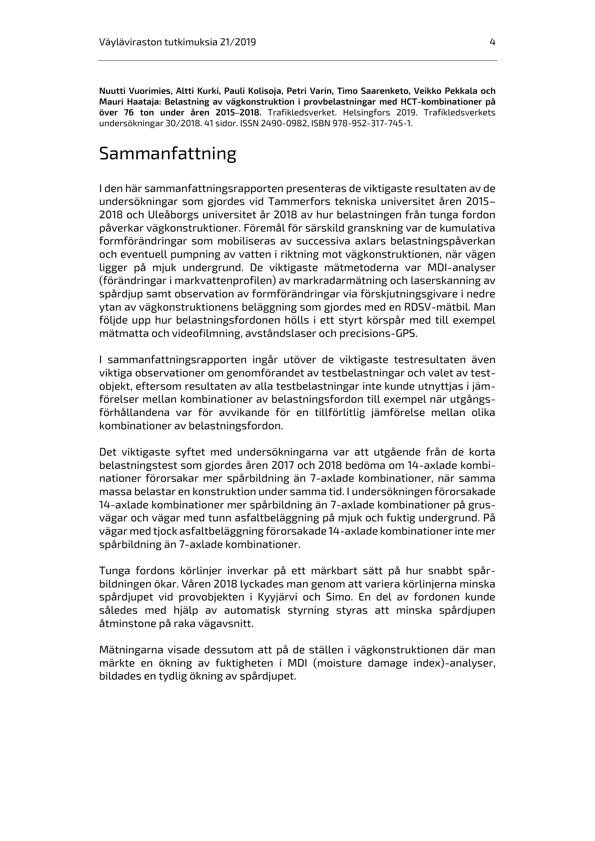 Väyläviraston tutkimuksia 21/2019 4
Nuutti Vuorimies, Altti Kurki, Pauli Kolisoja, Petri Varin, Timo Saarenketo, Veikko Pekkala och
Mauri Haataja: Belastning av vägkonstruktion i provbelastningar med HCT-kombinationer på
över 76 ton under åren 2015–2018. Trafikledsverket. Helsingfors 2019. Trafikledsverkets
undersökningar 30/2018. 41 sidor. ISSN 2490-0982, ISBN 978-952-317-745-1.
Sammanfattning
I den här sammanfattningsrapporten presenteras de viktigaste resultaten av de
undersökningar som gjordes vid Tammerfors tekniska universitet åren 2015–
2018 och Uleåborgs universitet år 2018 av hur belastningen från tunga fordon
påverkar vägkonstruktioner. Föremål för särskild granskning var de kumulativa
formförändringar som mobiliseras av successiva axlars belastningspåverkan
och eventuell pumpning av vatten i riktning mot vägkonstruktionen, när vägen
ligger på mjuk undergrund. De viktigaste mätmetoderna var MDI-analyser
(förändringar i markvattenprofilen) av markradarmätning och laserskanning av
spårdjup samt observation av formförändringar via förskjutningsgivare i nedre
ytan av vägkonstruktionens beläggning som gjordes med en RDSV-mätbil. Man
följde upp hur belastningsfordonen hölls i ett styrt körspår med till exempel
mätmatta och videofilmning, avståndslaser och precisions-GPS.
I sammanfattningsrapporten ingår utöver de viktigaste testresultaten även
viktiga observationer om genomförandet av testbelastningar och valet av test-
objekt, eftersom resultaten av alla testbelastningar inte kunde utnyttjas i jäm-
förelser mellan kombinationer av belastningsfordon till exempel när utgångs-
förhållandena var för avvikande för en tillförlitlig jämförelse mellan olika
kombinationer av belastningsfordon.
Det viktigaste syftet med undersökningarna var att utgående från de korta
belastningstest som gjordes åren 2017 och 2018 bedöma om 14-axlade kombi-
nationer förorsakar mer spårbildning än 7-axlade kombinationer, när samma
massa belastar en konstruktion under samma tid. I undersökningen förorsakade
14-axlade kombinationer mer spårbildning än 7-axlade kombinationer på grus-
vägar och vägar med tunn asfaltbeläggning på mjuk och fuktig undergrund. På
vägar med tjock asfaltbeläggning förorsakade 14-axlade kombinationer inte mer
spårbildning än 7-axlade kombinationer.
Tunga fordons körlinjer inverkar på ett märkbart sätt på hur snabbt spår-
bildningen ökar. Våren 2018 lyckades man genom att variera körlinjerna minska
spårdjupet vid provobjekten i Kyyjärvi och Simo. En del av fordonen kunde
således med hjälp av automatisk styrning styras att minska spårdjupen
åtminstone på raka vägavsnitt.
Mätningarna visade dessutom att på de ställen i vägkonstruktionen där man
märkte en ökning av fuktigheten i MDI (moisture damage index)-analyser,
bildades en tydlig ökning av spårdjupet.